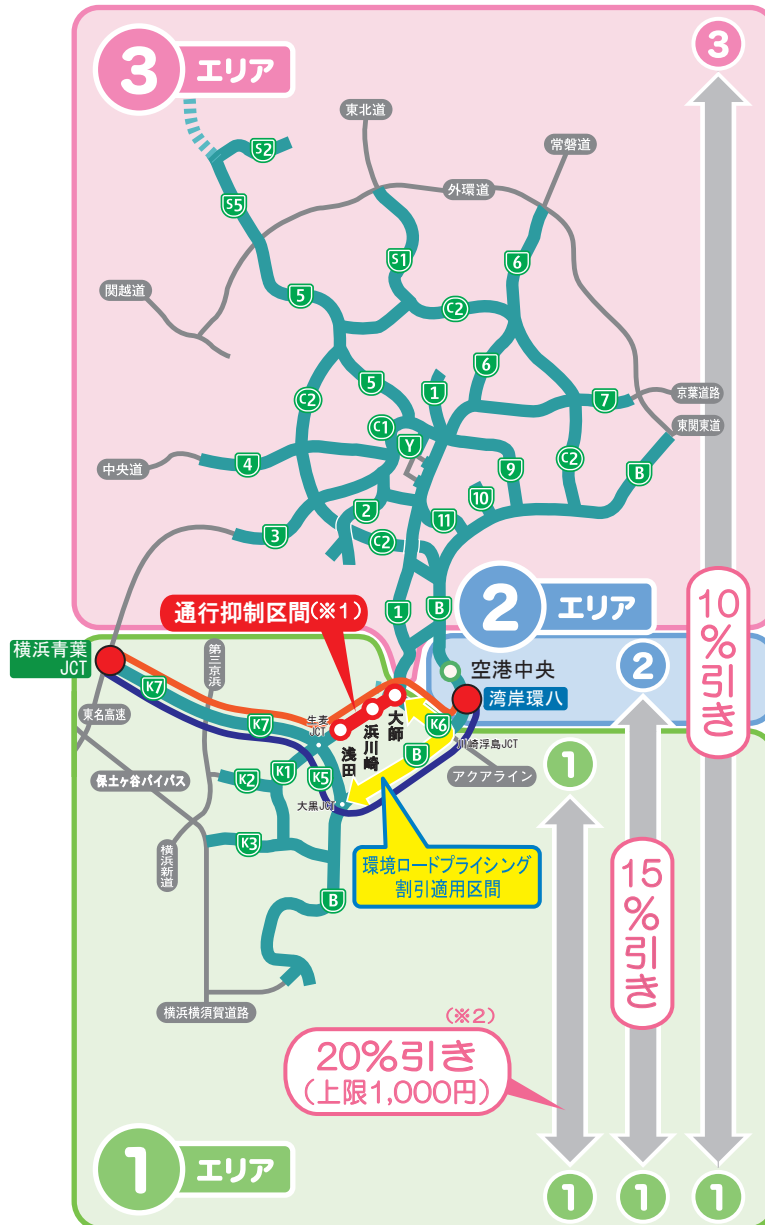 3 エリア
3
東北道
S2
常磐道
外環道
S5
S1
6
関越道
5
C2
6
5
1
7
京葉道路
C2
C1
東関東道
Y
中央道
4
9
C2
B
10
2
11
3
C2
10%引き
1
B
2 エリア
通行抑制区間(※1)
横浜青葉
JCT
第三京浜
空港中央
2
K7
湾岸環八
東名高速
K7
生麦
JCT
大師
浜川崎
浅田
K6
川崎浮島JCT
B
アクアライン
1
保土ヶ谷バイパス
K2
K1
K5
大黒JCT
K3
横浜新道
環境ロードプライシング
割引適用区間
15%引き
B
横浜横須賀道路
(※2)
20%引き
(上限1,000円)
1 エリア
1
1
1